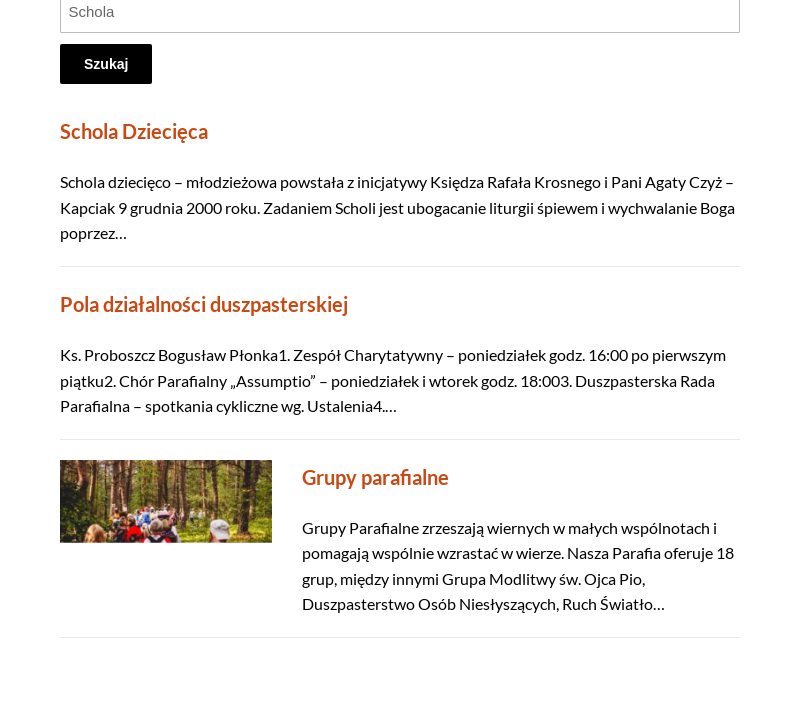 Schola
Szukaj
Schola Dziecięca
Schola dziecięco – młodzieżowa powstała z inicjatywy Księdza Rafała Krosnego i Pani Agaty Czyż –
Kapciak 9 grudnia 2000 roku. Zadaniem Scholi jest ubogacanie liturgii śpiewem i wychwalanie Boga
poprzez…
Pola działalności duszpasterskiej
Ks. Proboszcz Bogusław Płonka1. Zespół Charytatywny – poniedziałek godz. 16:00 po pierwszym
piątku2. Chór Parafialny „Assumptio” – poniedziałek i wtorek godz. 18:003. Duszpasterska Rada
Parafialna – spotkania cykliczne wg. Ustalenia4.…
Grupy parafialne
Grupy Parafialne zrzeszają wiernych w małych wspólnotach i
pomagają wspólnie wzrastać w wierze. Nasza Parafia oferuje 18
grup, między innymi Grupa Modlitwy św. Ojca Pio,
Duszpasterstwo Osób Niesłyszących, Ruch Światło…